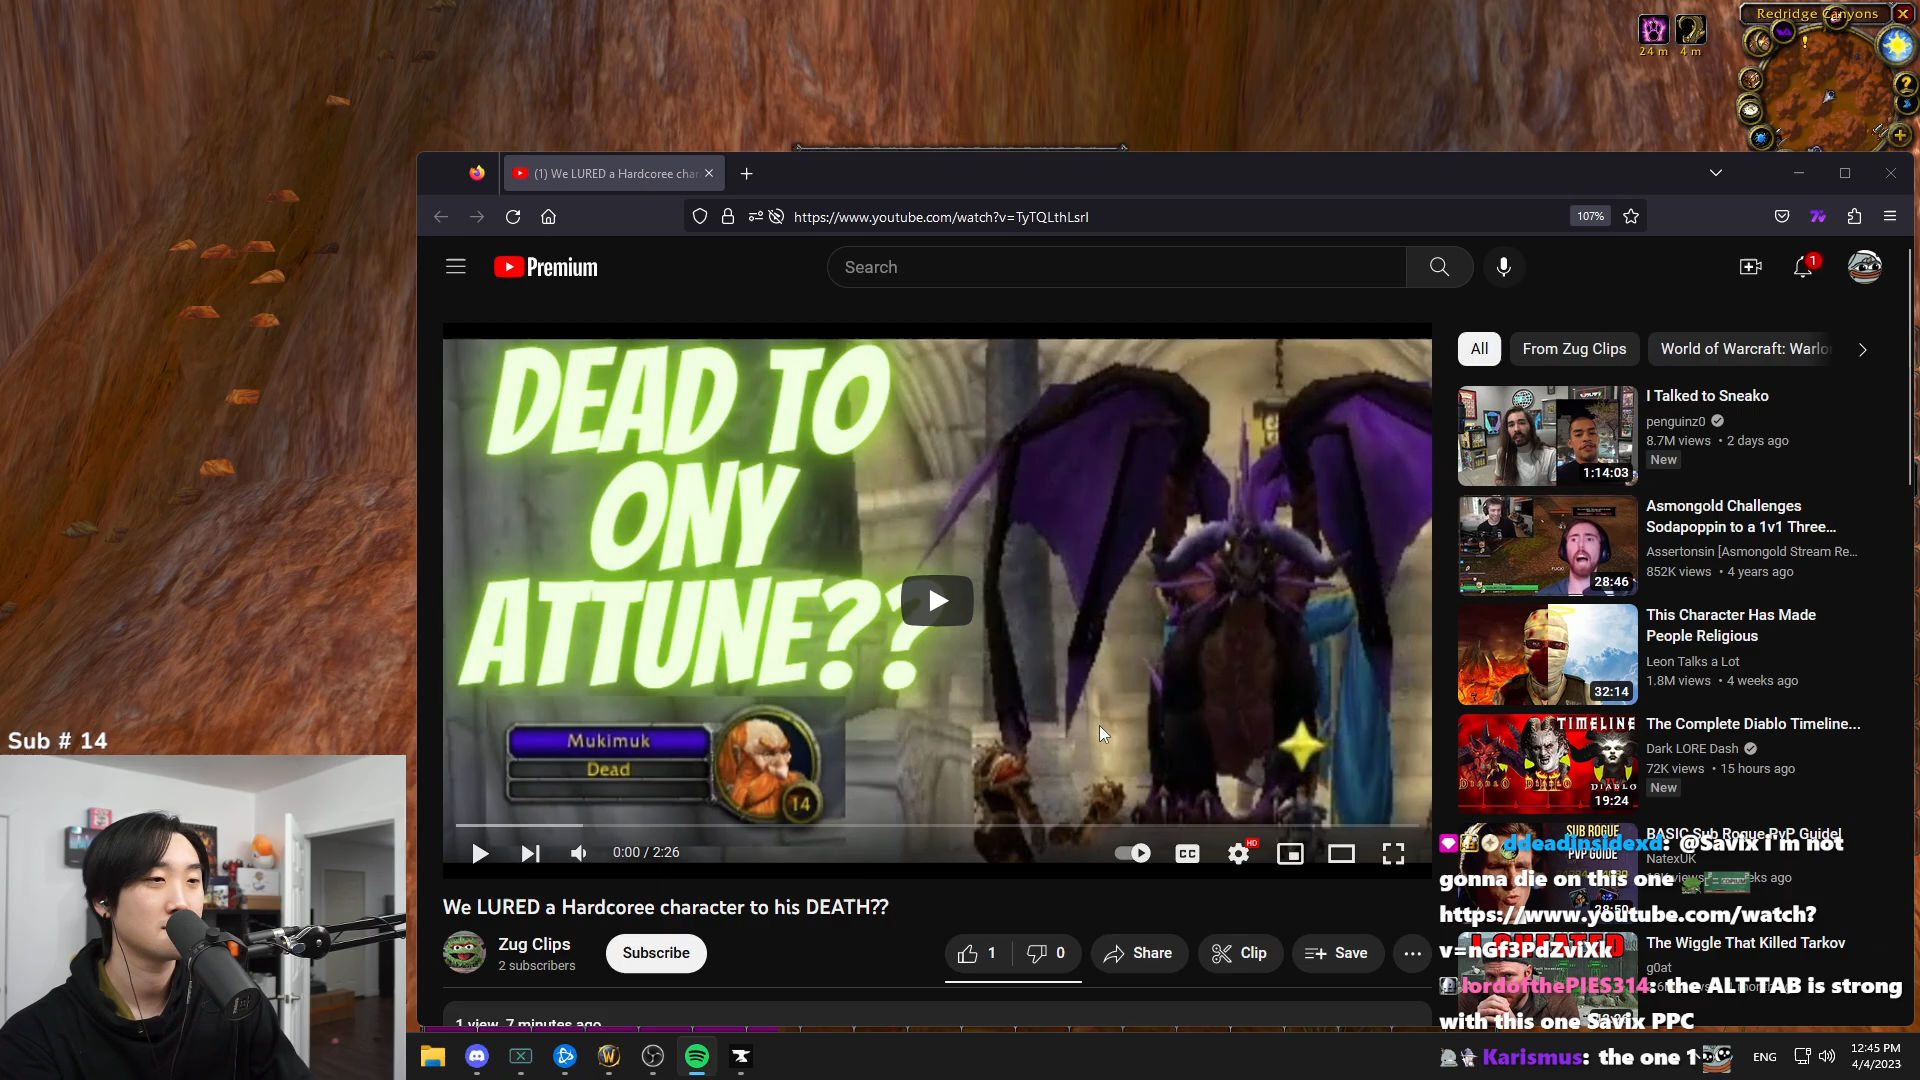 Redridge Canyons
24 m
4 m
(1) We LURED a Hardcoree char
https://www.youtube.com/watch?v=TyTQLthLsrI
107%
Premium
Search
1
DEAD TO
ONY
ATTUNE??
Mukimuk
Dead
14
0:00 / 2:26
CC
HD
We LURED a Hardcoree character to his DEATH??
Zug Clips
2 subscribers
Subscribe
1
0
Share
Clip
Save
1 view 7 minutes ago
All
From Zug Clips
World of Warcraft: Warlo
I Talked to Sneako
penguinz0
8.7M views • 2 days ago
New
1:14:03
Asmongold Challenges
Sodapoppin to a 1v1 Three...
Assertonsin [Asmongold Stream Re...
852K views • 4 years ago
28:46
This Character Has Made
People Religious
Leon Talks a Lot
1.8M views • 4 weeks ago
32:14
TIMELINE
DIABLO
DIABLO
The Complete Diablo Timeline...
Dark LORE Dash
72K views • 15 hours ago
New
19:24
SUB ROGUE
PVP GUIDE
28:50
BASIC Sub Rogue PvP Guide!
NatexUK
The Wiggle That Killed Tarkov
g0at
ddeadinsidexd: @Savix i'm not
gonna die on this one
https://www.youtube.com/watch?
v=nGf3PdZviXk
lordofthePIES314: the ALT TAB is strong
with this one Savix PPC
Karismus: the one 1
Sub # 14
ENG
12:45 PM
4/4/2023